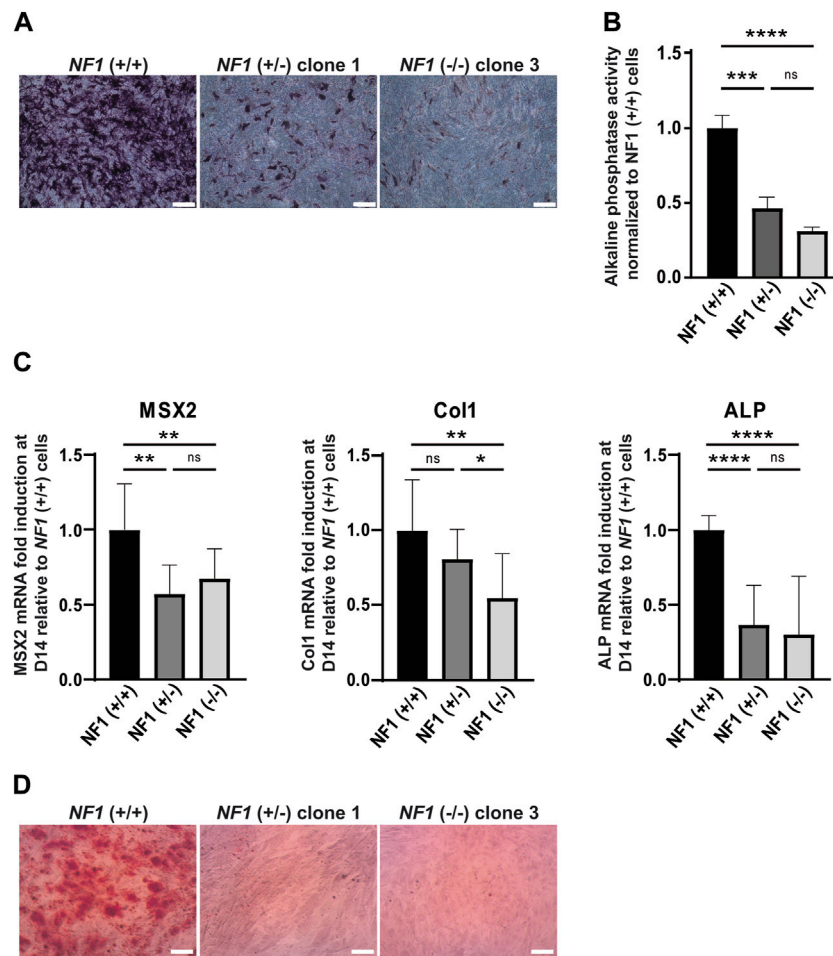 A
NF1 (+/+)
NF1 (+/-) clone 1
NF1 (-/-) clone 3
B
Alkaline phosphatase activity
normalized to NF1 (+/+) cells
1.5
1.0
0.5
0.0
****
***
ns
NF1 (+/+)
NF1 (+/-)
NF1 (-/-)
C
MSX2
MSX2 mRNA fold induction at
D14 relative to NF1 (+/+) cells
1.5
1.0
0.5
0.0
**
**
ns
NF1 (+/+)
NF1 (+/-)
NF1 (-/-)
Col1
Col1 mRNA fold induction at
D14 relative to NF1 (+/+) cells
1.5
1.0
0.5
0.0
**
ns
*
NF1 (+/+)
NF1 (+/-)
NF1 (-/-)
ALP
ALP mRNA fold induction at
D14 relative to NF1 (+/+) cells
1.5
1.0
0.5
0.0
****
****
ns
NF1 (+/+)
NF1 (+/-)
NF1 (-/-)
D
NF1 (+/+)
NF1 (+/-) clone 1
NF1 (-/-) clone 3